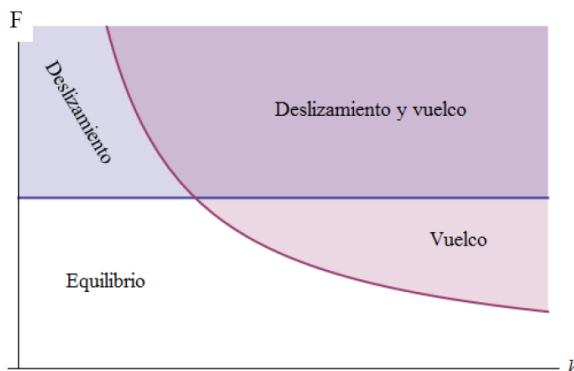 F
Deslizamiento
Deslizamiento y vuelco
Vuelco
Equilibrio